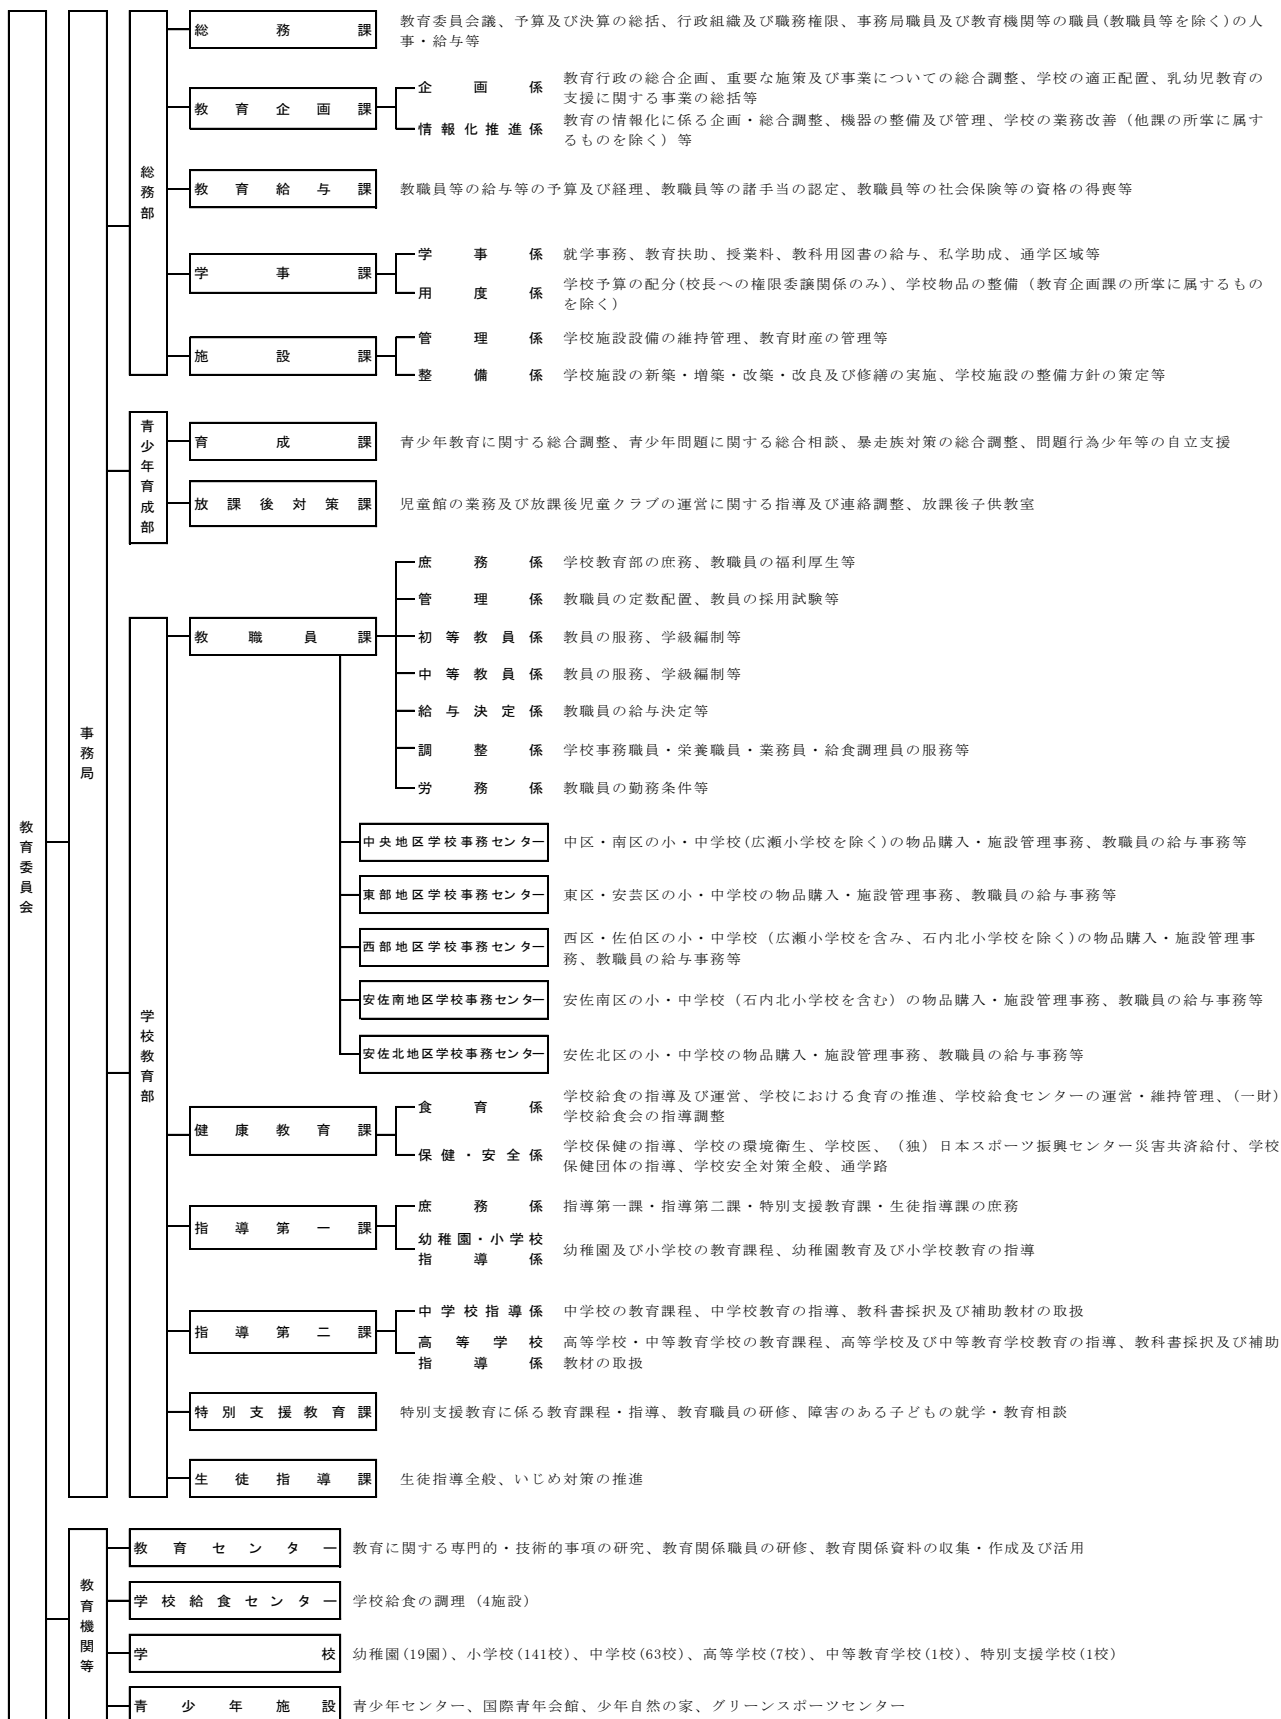 教育委員会
事務局
総務部
総務課
教育委員会議、予算及び決算の総括、行政組織及び職務権限、事務局職員及び教育機関等の職員(教職員等を除く)の人
事・給与等
教育企画課
企画係
教育行政の総合企画、重要な施策及び事業についての総合調整、学校の適正配置、乳幼児教育の
支援に関する事業の総括等
情報化推進係
教育の情報化に係る企画・総合調整、機器の整備及び管理、学校の業務改善（他課の所掌に属す
るものを除く）等
教育給与課
教職員等の給与等の予算及び経理、教職員等の諸手当の認定、教職員等の社会保険等の資格の得喪等
学事課
学事係
就学事務、教育扶助、授業料、教科用図書の給与、私学助成、通学区域等
用度係
学校予算の配分(校長への権限委譲関係のみ)、学校物品の整備（教育企画課の所掌に属するもの
を除く）
施設課
管理係
学校施設設備の維持管理、教育財産の管理等
整備係
学校施設の新築・増築・改築・改良及び修繕の実施、学校施設の整備方針の策定等
青少年育成部
育成課
青少年教育に関する総合調整、青少年問題に関する総合相談、暴走族対策の総合調整、問題行為少年等の自立支援
放課後対策課
児童館の業務及び放課後児童クラブの運営に関する指導及び連絡調整、放課後子供教室
学校教育部
教職員課
庶務係
学校教育部の庶務、教職員の福利厚生等
管理係
教職員の定数配置、教員の採用試験等
初等教員係
教員の服務、学級編制等
中等教員係
教員の服務、学級編制等
給与決定係
教職員の給与決定等
調整係
学校事務職員・栄養職員・業務員・給食調理員の服務等
労務係
教職員の勤務条件等
中央地区学校事務センター
中区・南区の小・中学校(広瀬小学校を除く)の物品購入・施設管理事務、教職員の給与事務等
東部地区学校事務センター
東区・安芸区の小・中学校の物品購入・施設管理事務、教職員の給与事務等
西部地区学校事務センター
西区・佐伯区の小・中学校（広瀬小学校を含み、石内北小学校を除く)の物品購入・施設管理事
務、教職員の給与事務等
安佐南地区学校事務センター
安佐南区の小・中学校（石内北小学校を含む）の物品購入・施設管理事務、教職員の給与事務等
安佐北地区学校事務センター
安佐北区の小・中学校の物品購入・施設管理事務、教職員の給与事務等
健康教育課
食育係
学校給食の指導及び運営、学校における食育の推進、学校給食センターの運営・維持管理、(一財)
学校給食会の指導調整
保健・安全係
学校保健の指導、学校の環境衛生、学校医、（独）日本スポーツ振興センター災害共済給付、学校
保健団体の指導、学校安全対策全般、通学路
指導第一課
庶務係
指導第一課・指導第二課・特別支援教育課・生徒指導課の庶務
幼稚園・小学校
指導係
幼稚園及び小学校の教育課程、幼稚園教育及び小学校教育の指導
指導第二課
中学校指導係
中学校の教育課程、中学校教育の指導、教科書採択及び補助教材の取扱
高等学校
指導係
高等学校・中等教育学校の教育課程、高等学校及び中等教育学校教育の指導、教科書採択及び補助
教材の取扱
特別支援教育課
特別支援教育に係る教育課程・指導、教育職員の研修、障害のある子どもの就学・教育相談
生徒指導課
生徒指導全般、いじめ対策の推進
教育機関等
教育センター
教育に関する専門的・技術的事項の研究、教育関係職員の研修、教育関係資料の収集・作成及び活用
学校給食センター
学校給食の調理（4施設）
学校
幼稚園(19園)、小学校(141校)、中学校(63校)、高等学校(7校)、中等教育学校(1校)、特別支援学校(1校)
青少年施設
青少年センター、国際青年会館、少年自然の家、グリーンスポーツセンター